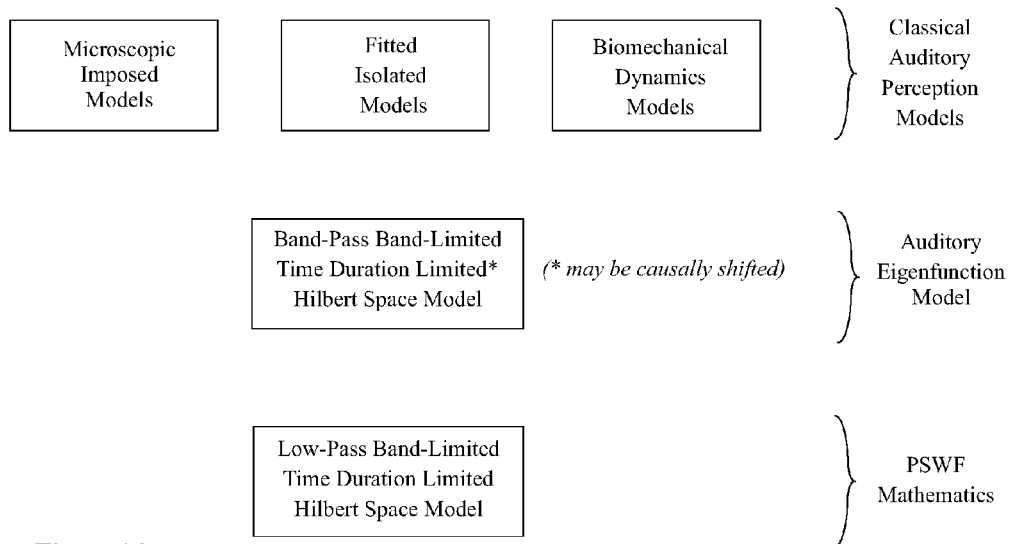 Microscopic
Imposed
Models
Fitted
Isolated
Models
Biomechanical
Dynamics
Models
Classical
Auditory
Perception
Models
Band-Pass Band-Limited
Time Duration Limited*
Hilbert Space Model
(* may be causally shifted)
Auditory
Eigenfunction
Model
Low-Pass Band-Limited
Time Duration Limited
Hilbert Space Model
PSWF
Mathematics